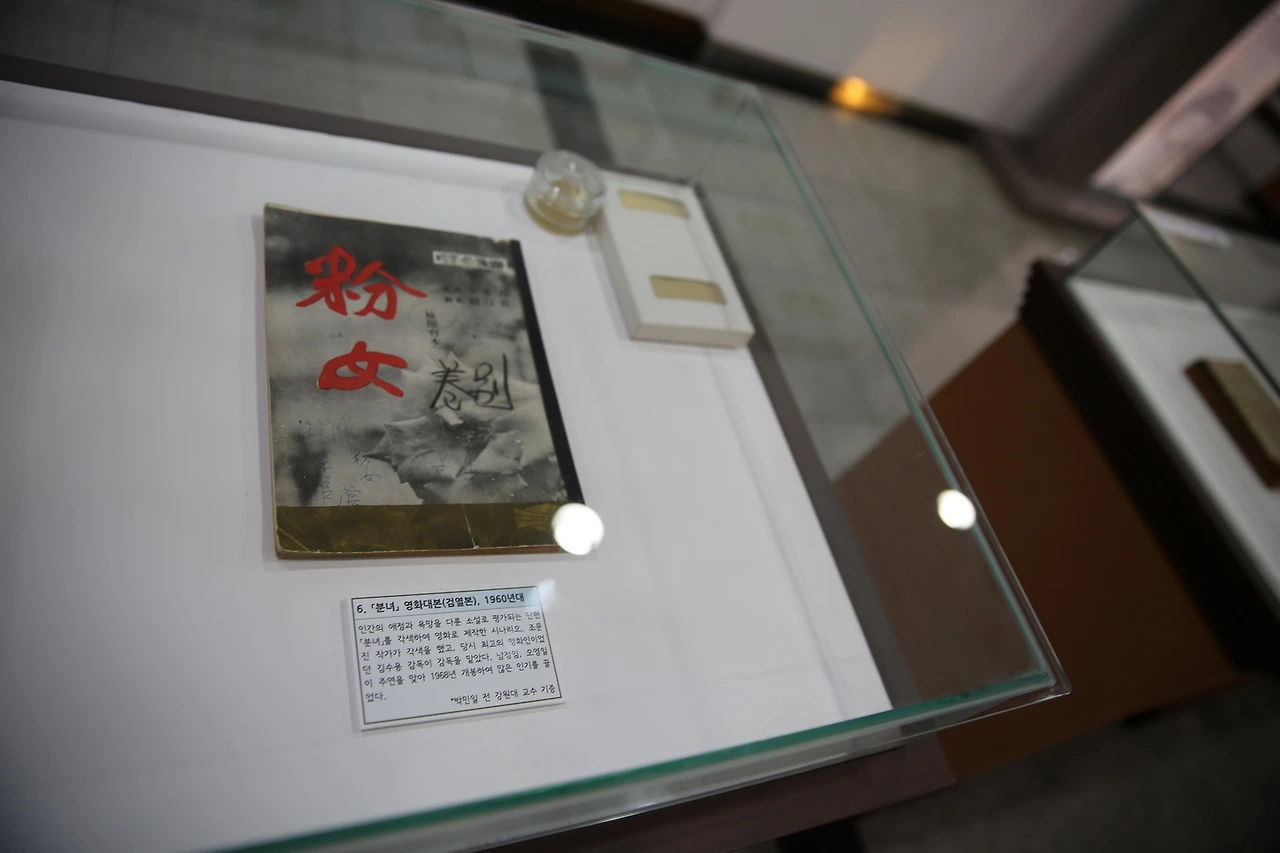 粉
女
卷別
6. 「분녀」 영화대본(검열본), 1960년대
인간의 애정과 욕망을 다룬 소설로 평가되는 단편
「분녀」를 각색하여 영화로 제작한 시나리오. 조문
진 작가가 각색을 했고, 당시 최고의 영화인이었
던 김수용 감독이 감독을 맡았다. 남정임, 오영일
이 주연을 맞아 1968년 개봉하여 많은 인기를 끌
었다.
*박민일 전 강원대 교수 기증